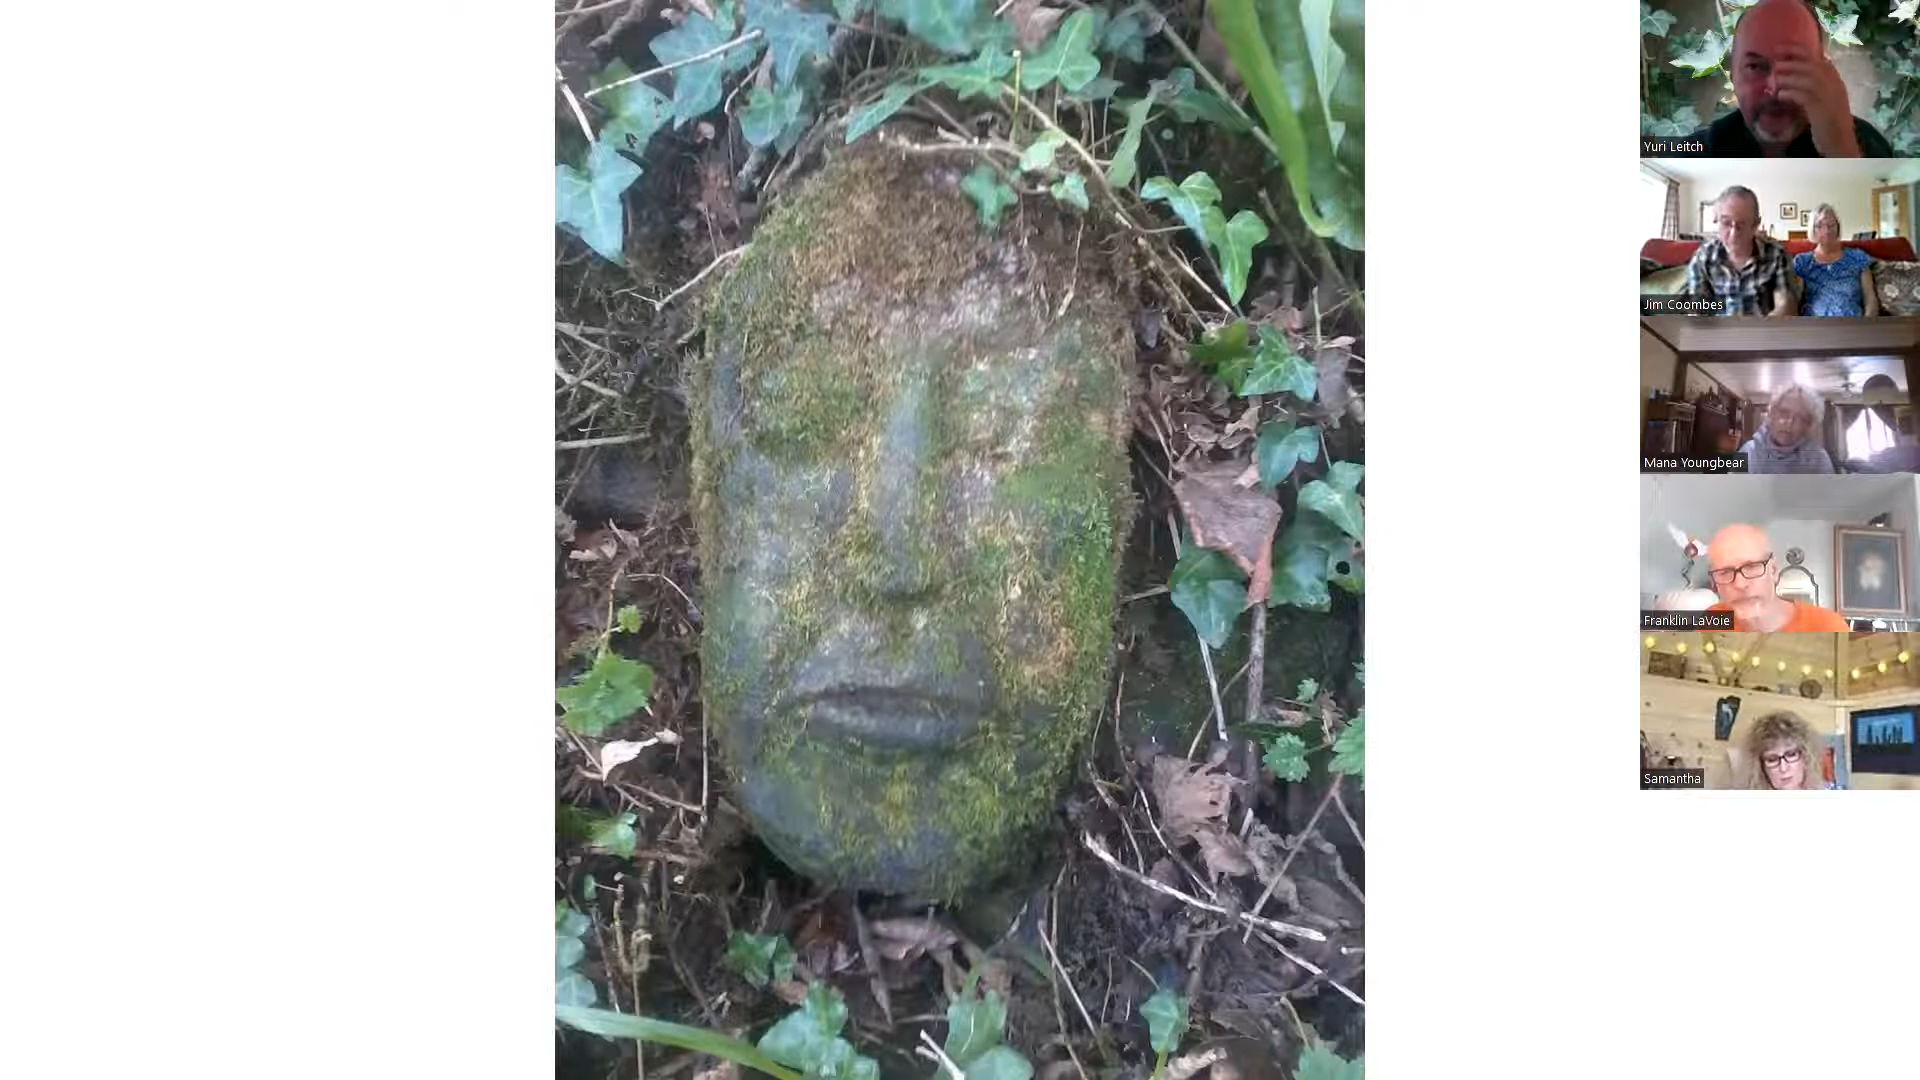 Yuri Leitch
Jim Coombes
Mana Youngbear
Franklin LaVoie
Samantha